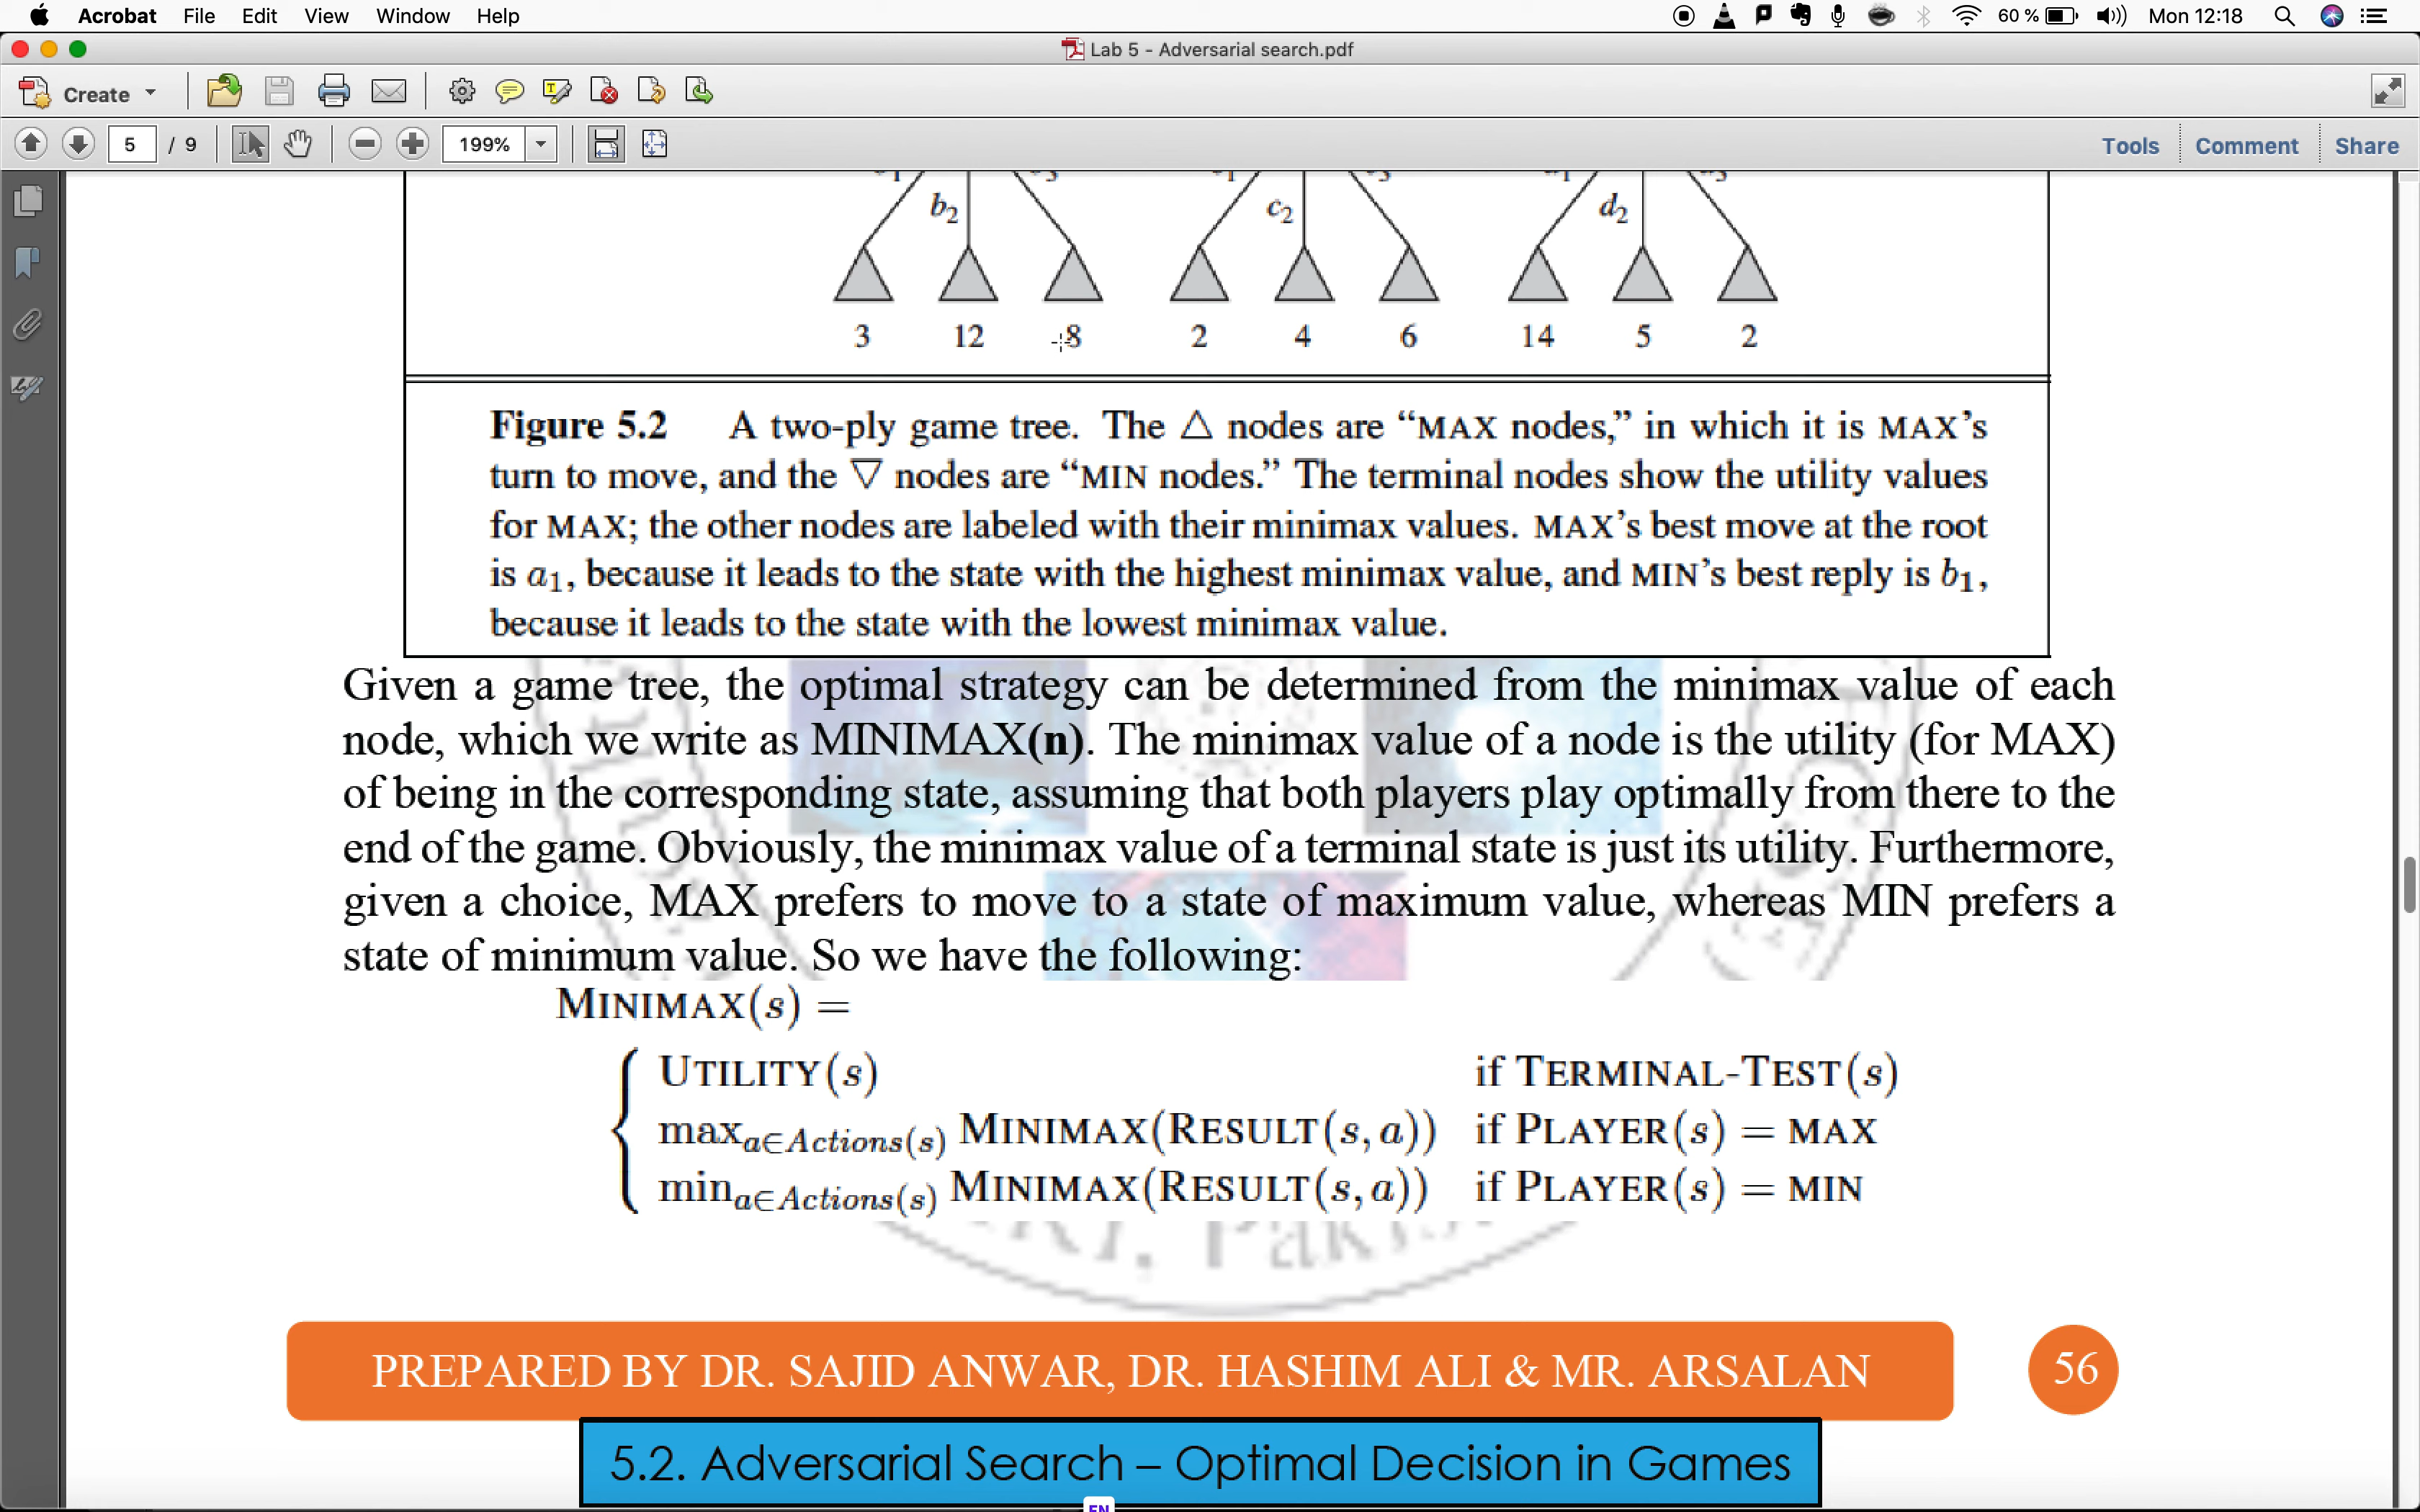 Acrobat File Edit View Window Help 60 % Mon 12:18
Lab 5 - Adversarial search.pdf
Create
5 / 9 199% Tools Comment Share
b2 c2 d2
3 12 8 2 4 6 14 5 2
Figure 5.2 A two-ply game tree. The △ nodes are “MAX nodes,” in which it is MAX’s
turn to move, and the ▽ nodes are “MIN nodes.” The terminal nodes show the utility values
for MAX; the other nodes are labeled with their minimax values. MAX’s best move at the root
is a1, because it leads to the state with the highest minimax value, and MIN’s best reply is b1,
because it leads to the state with the lowest minimax value.
Given a game tree, the optimal strategy can be determined from the minimax value of each
node, which we write as MINIMAX(n). The minimax value of a node is the utility (for MAX)
of being in the corresponding state, assuming that both players play optimally from there to the
end of the game. Obviously, the minimax value of a terminal state is just its utility. Furthermore,
given a choice, MAX prefers to move to a state of maximum value, whereas MIN prefers a
state of minimum value. So we have the following:
MINIMAX(s) =
UTILITY(s) if TERMINAL-TEST(s)
max a∈Actions(s) MINIMAX(RESULT(s, a)) if PLAYER(s) = MAX
min a∈Actions(s) MINIMAX(RESULT(s, a)) if PLAYER(s) = MIN
PREPARED BY DR. SAJID ANWAR, DR. HASHIM ALI & MR. ARSALAN 56
5.2. Adversarial Search – Optimal Decision in Games
EN